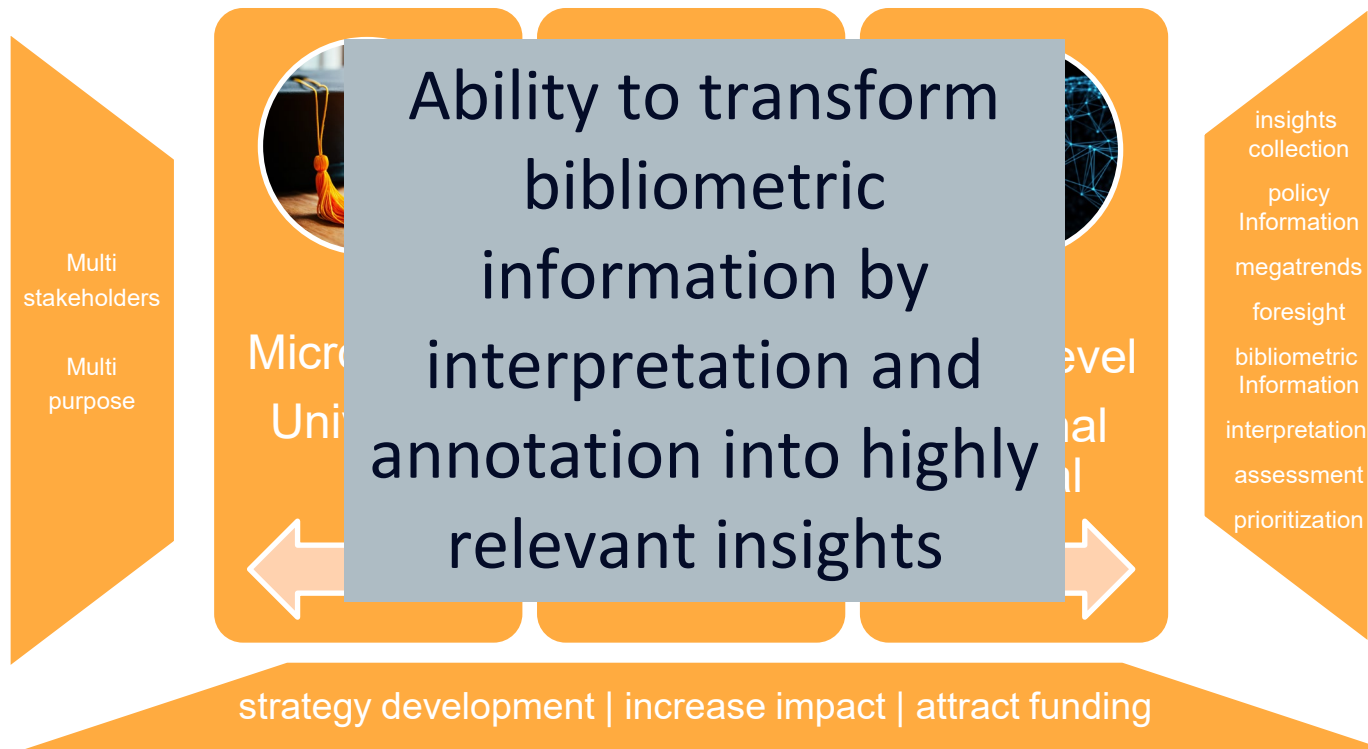 Multi
stakeholders
Multi
purpose
Ability to transform
bibliometric
information by
interpretation and
annotation into highly
relevant insights
insights
collection
policy
Information
megatrends
foresight
bibliometric
Information
interpretation
assessment
prioritization
strategy development | increase impact | attract funding